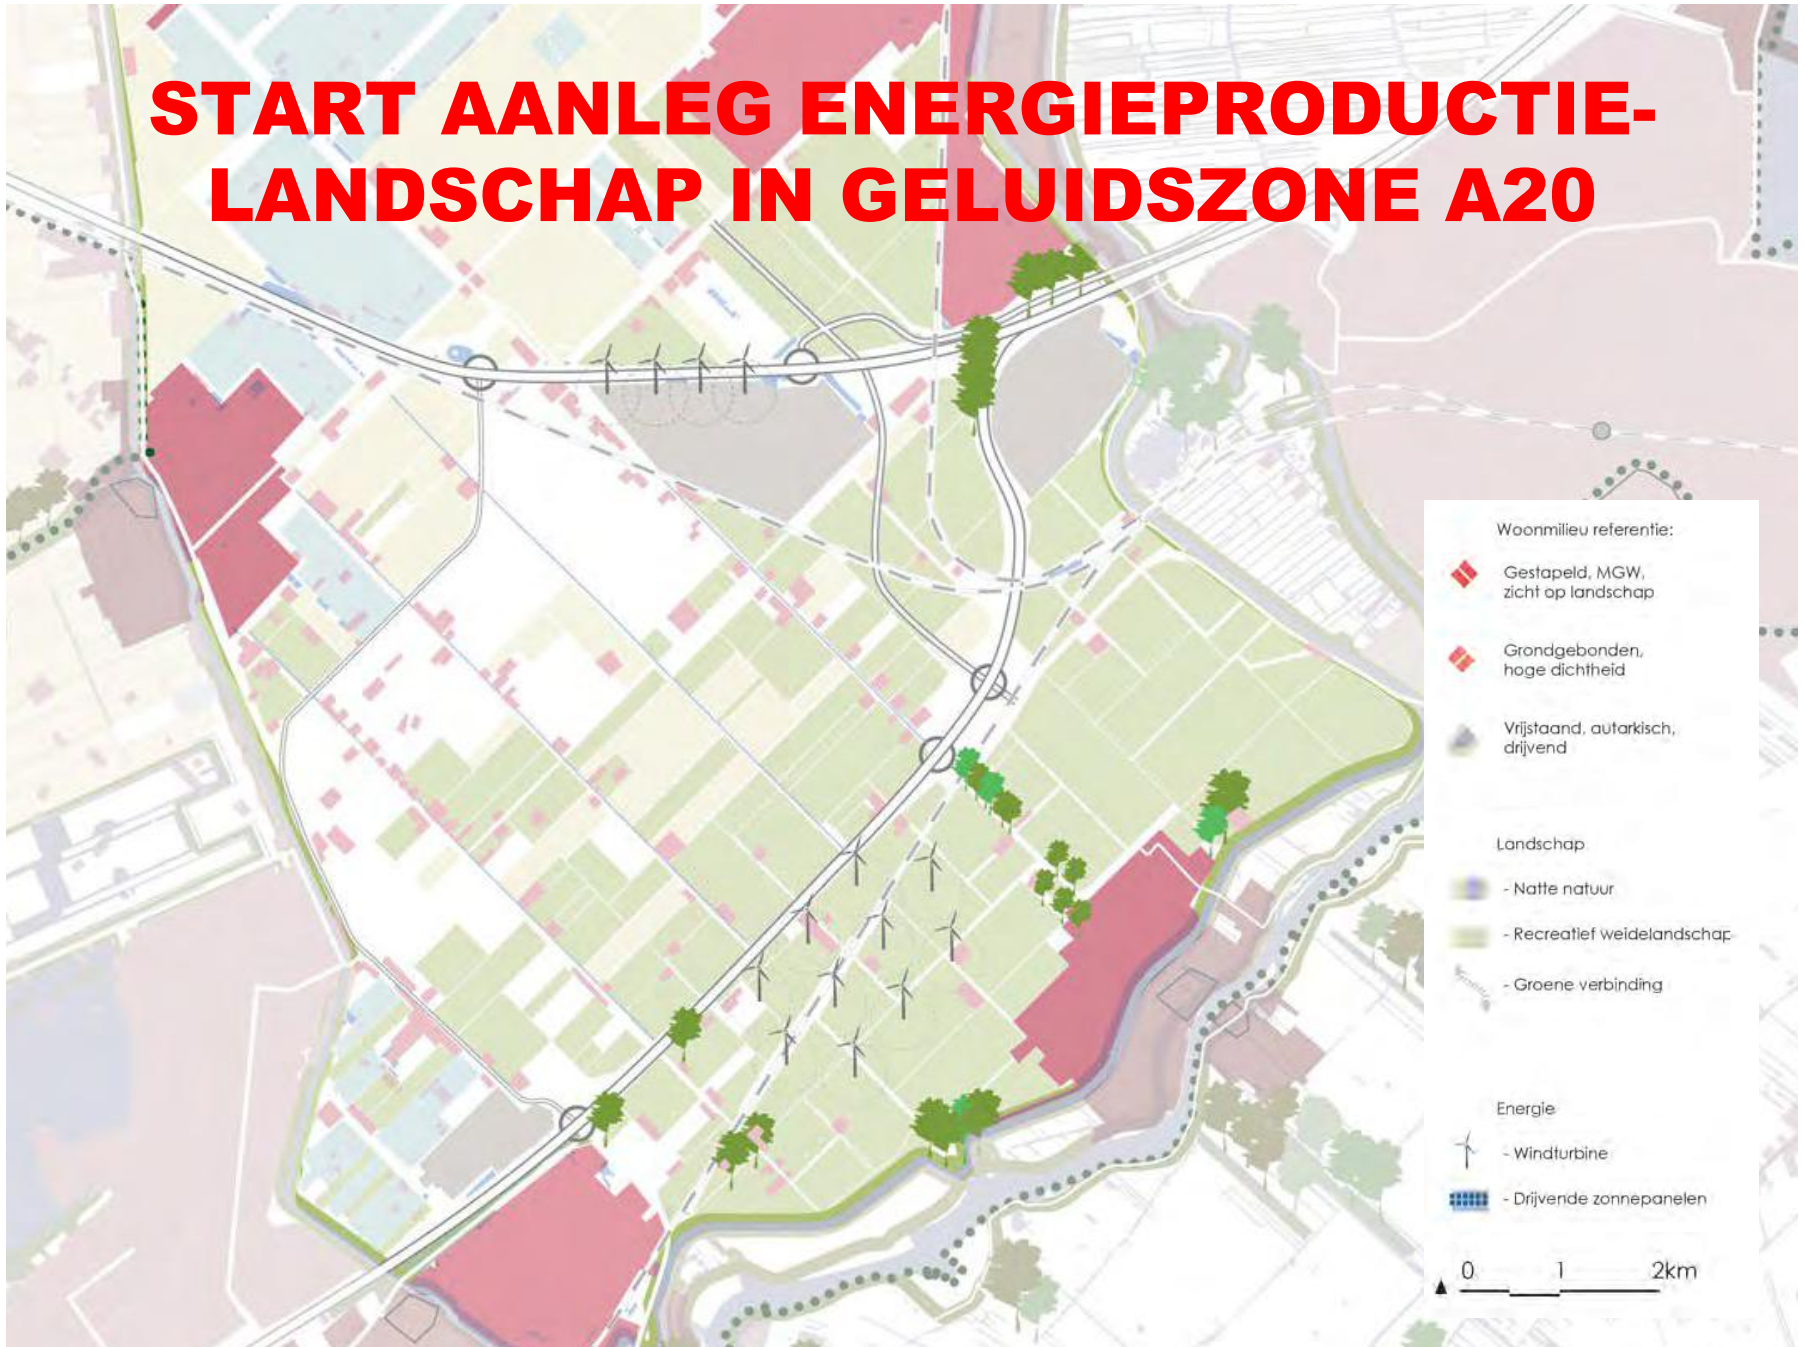 START AANLEG ENERGIEPRODUCTIE-
LANDSCHAP IN GELUIDSZONE A20
Woonmilieu referentie:
Gestapeld, MGW,
zicht op landschap
Grondgebonden,
hoge dichtheid
Vrijstaand, autarkisch,
drijvend
Landschap
- Natte natuur
- Recreatief weidelandschap
- Groene verbinding
Energie
- Windturbine
- Drijvende zonnepanelen
0 1 2km